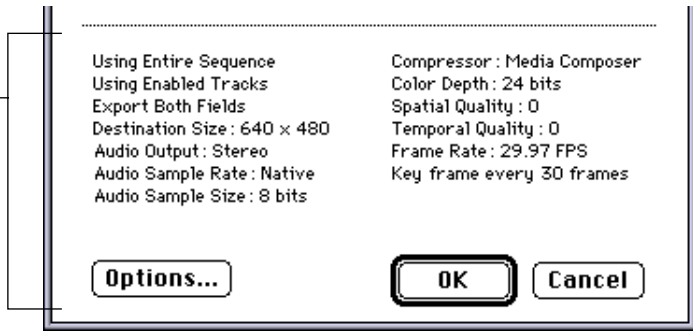 Using Entire Sequence
Using Enabled Tracks
Export Both Fields
Destination Size : 640 × 480
Audio Output : Stereo
Audio Sample Rate : Native
Audio Sample Size : 8 bits
Compressor : Media Composer
Color Depth : 24 bits
Spatial Quality : 0
Temporal Quality : 0
Frame Rate : 29.97 FPS
Key frame every 30 frames
Options...
OK
Cancel